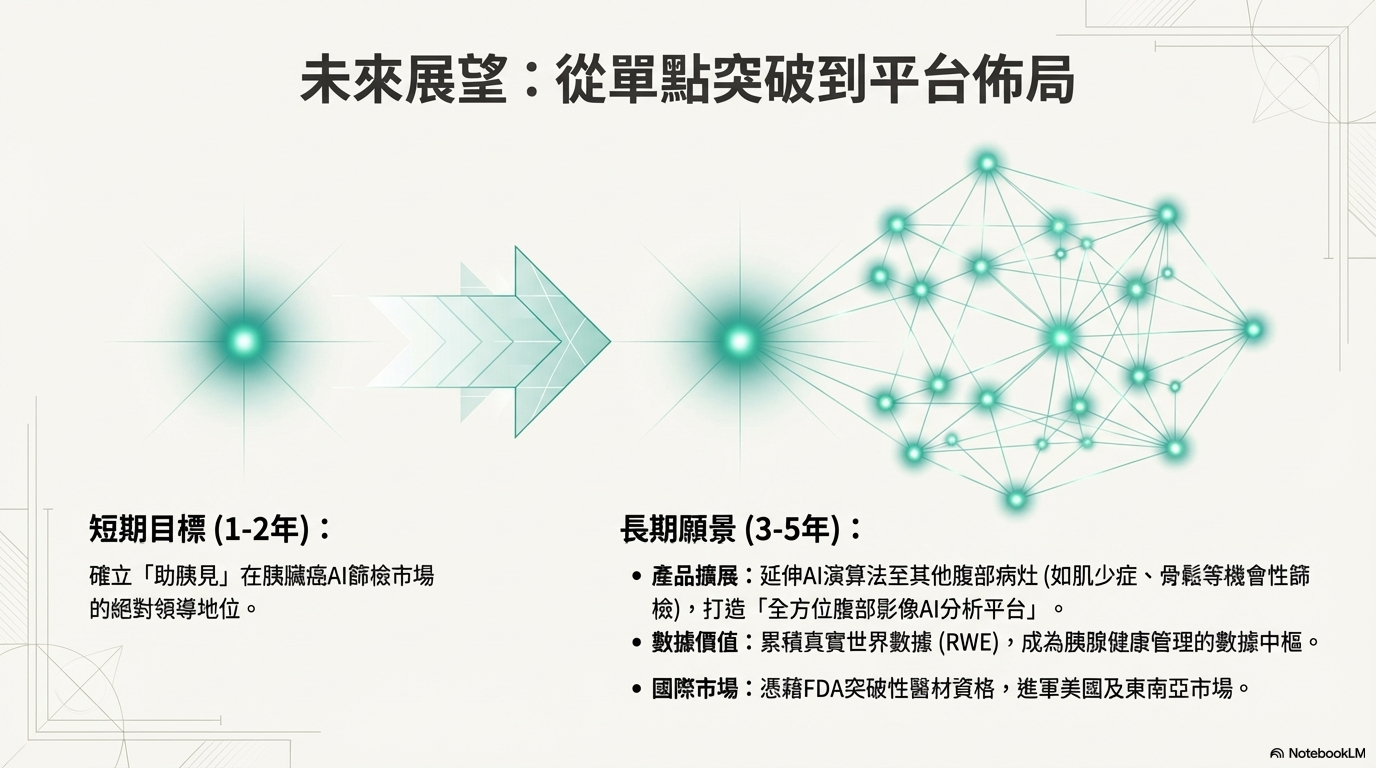 未來展望：從單點突破到平台佈局
短期目標 (1-2年)：
確立「助胰見」在胰臟癌AI篩檢市場
的絕對領導地位。
長期願景 (3-5年)：
• 產品擴展：延伸AI演算法至其他腹部病灶 (如肌少症、骨鬆等機會性篩
檢)，打造「全方位腹部影像AI分析平台」。
• 數據價值：累積真實世界數據 (RWE)，成為胰腺健康管理的數據中樞。
• 國際市場：憑藉FDA突破性醫材資格，進軍美國及東南亞市場。
NotebookLM